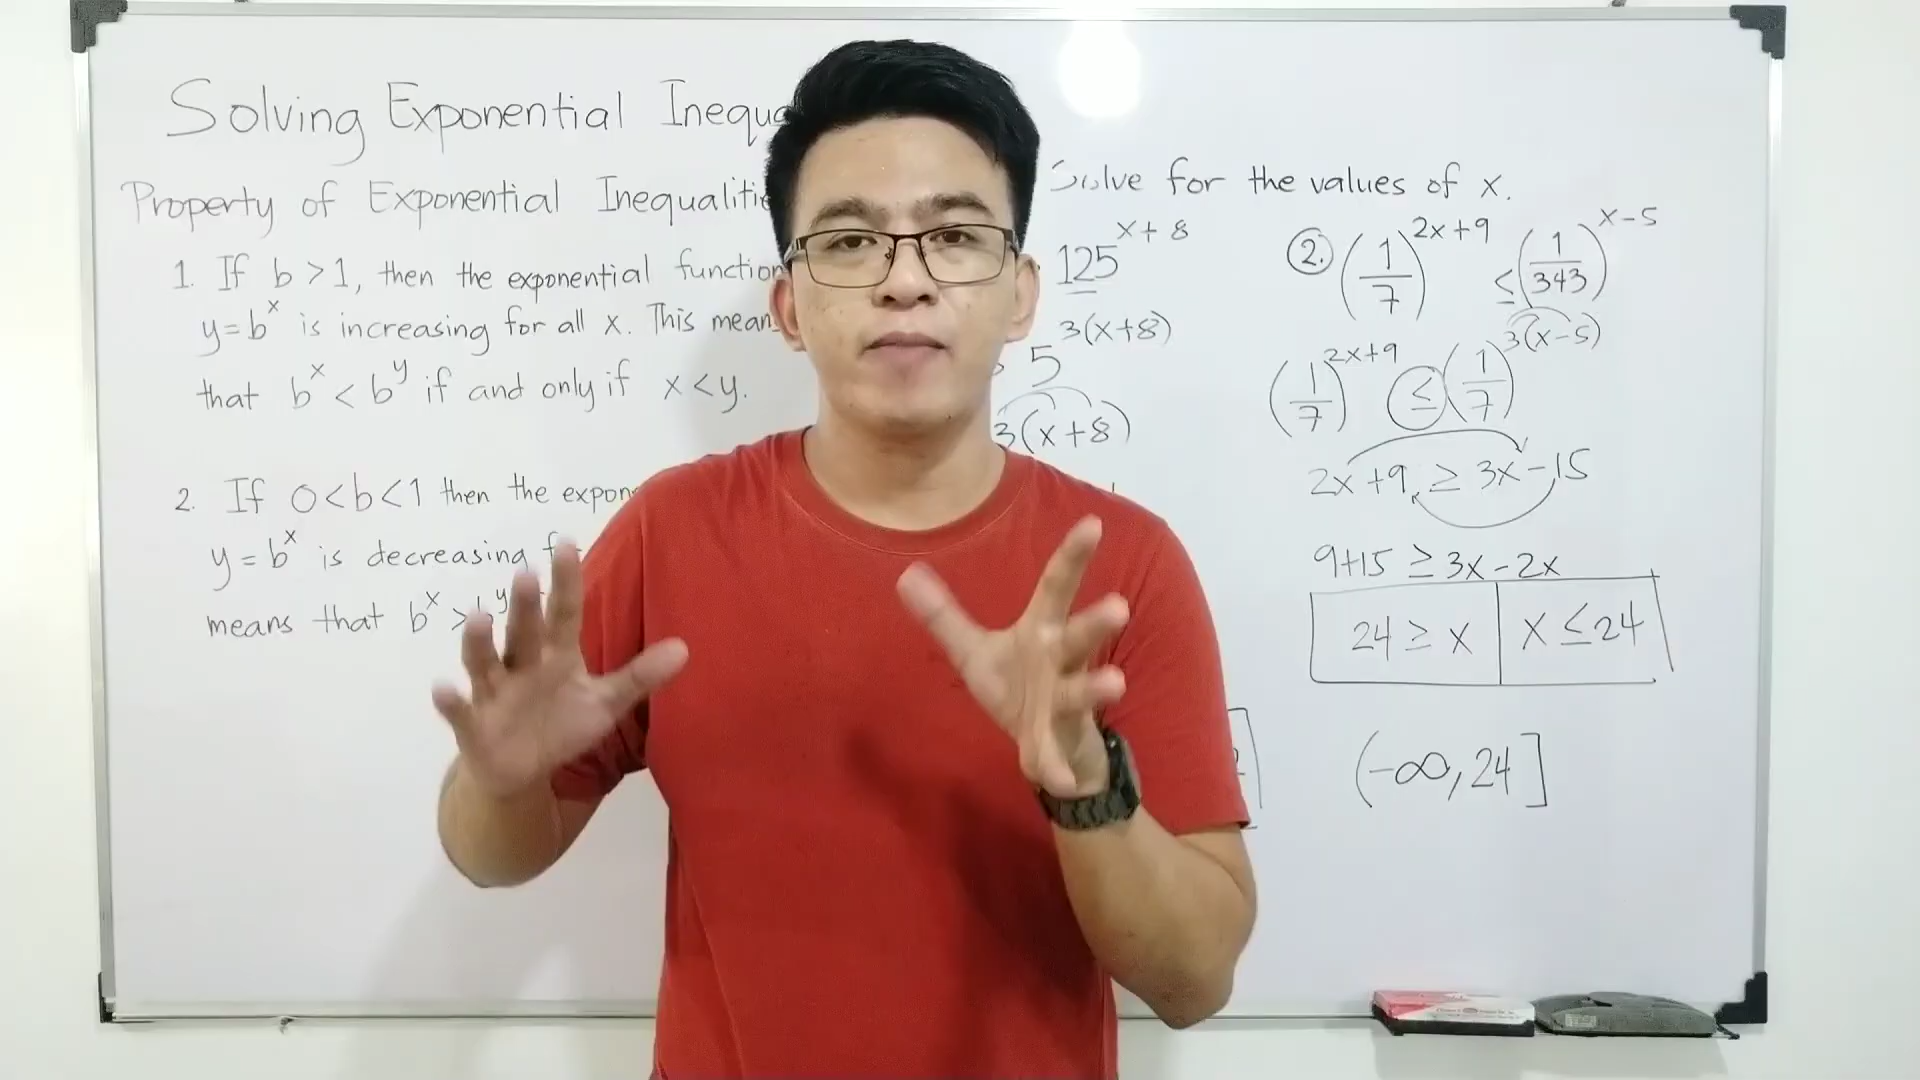 Solving Exponential Inequa
Property of Exponential Inequalitie
1. If b > 1, then the exponential function
y = b^x is increasing for all x. This means
that b^x < b^y if and only if x < y.
2. If 0 < b < 1 then the expon
y = b^x is decreasing f
means that b^x > b^y
Solve for the values of x.
125^(x+8)
> 5^(3(x+8))
3(x+8)
2. (1/7)^(2x+9) ≤ (1/343)^(x-5)
(1/7)^(2x+9) ≤ (1/7)^(3(x-5))
2x+9 ≥ 3x-15
9+15 ≥ 3x-2x
24 ≥ x | x ≤ 24
(-∞, 24]